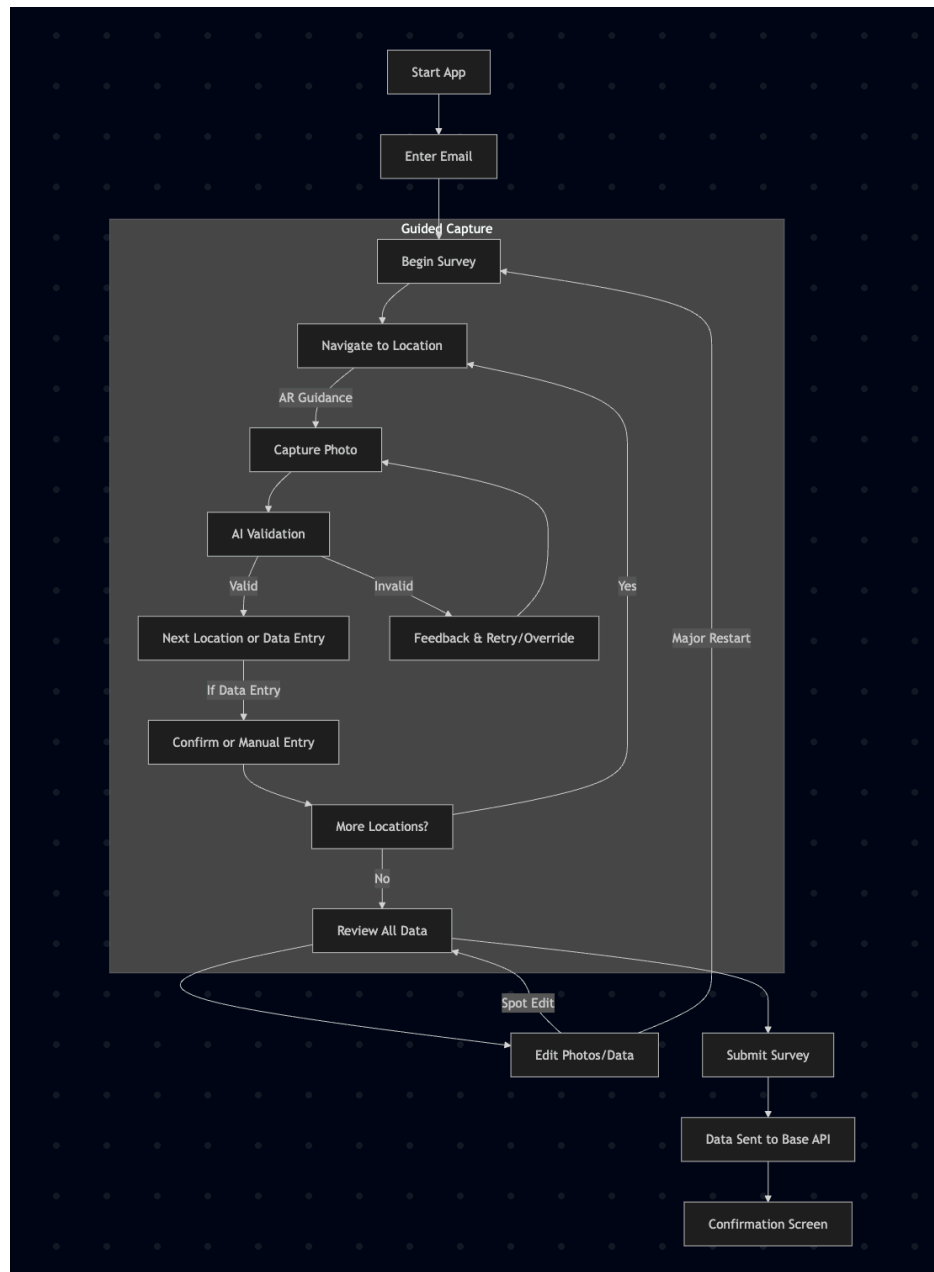 Start App
Enter Email
Guided Capture
Begin Survey
Navigate to Location
AR Guidance
Capture Photo
AI Validation
Valid
Invalid
Yes
Next Location or Data Entry
Feedback & Retry/Override
Major Restart
If Data Entry
Confirm or Manual Entry
More Locations?
No
Review All Data
Spot Edit
Edit Photos/Data
Submit Survey
Data Sent to Base API
Confirmation Screen